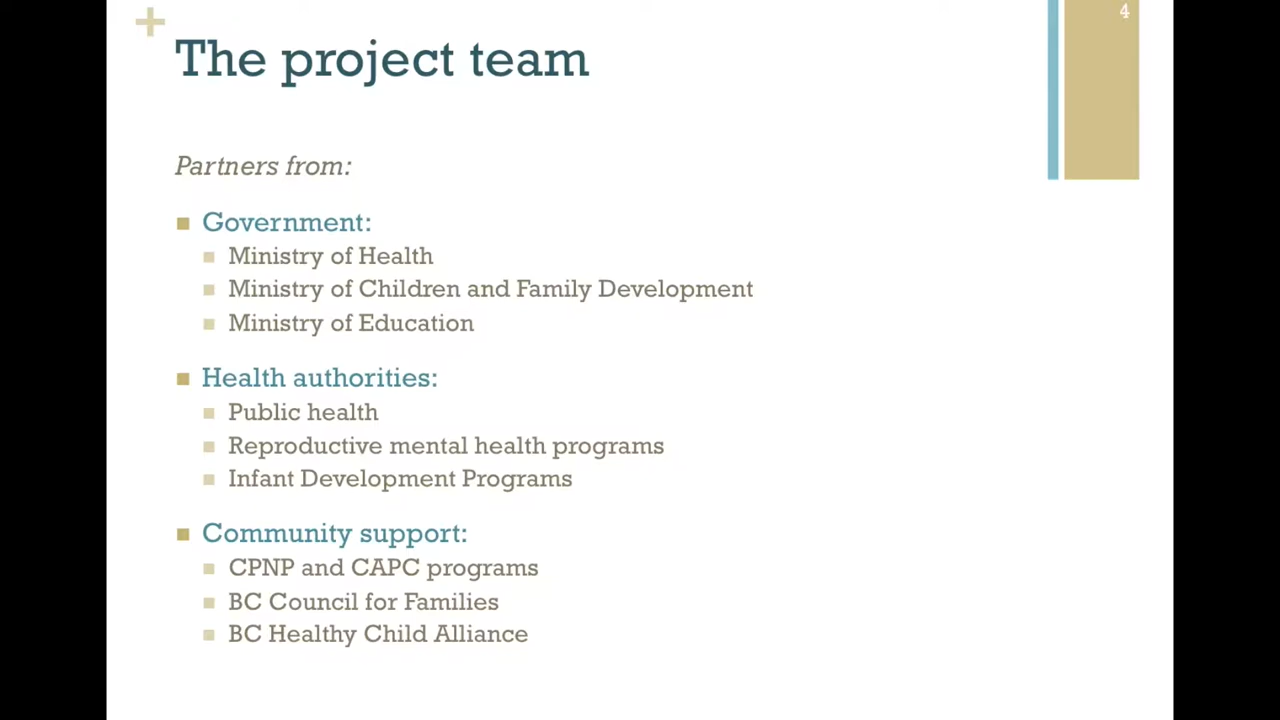 4
The project team
Partners from:
Government:
Ministry of Health
Ministry of Children and Family Development
Ministry of Education
Health authorities:
Public health
Reproductive mental health programs
Infant Development Programs
Community support:
CPNP and CAPC programs
BC Council for Families
BC Healthy Child Alliance